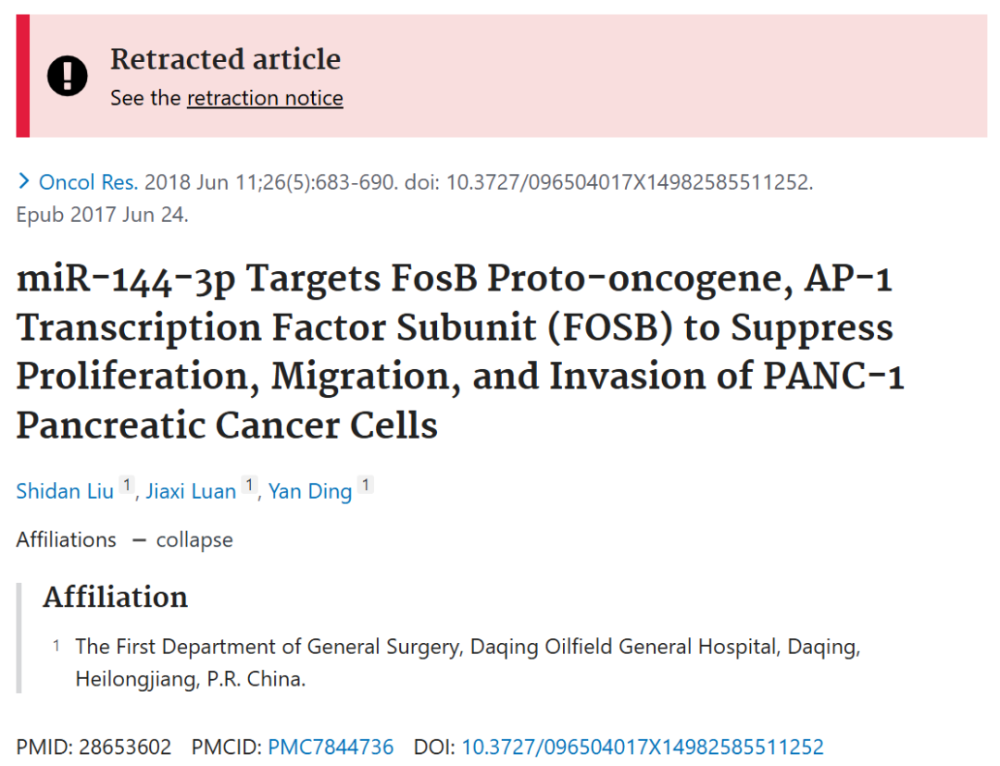 Retracted article
See the retraction notice
Oncol Res. 2018 Jun 11;26(5):683-690. doi: 10.3727/096504017X14982585511252.
Epub 2017 Jun 24.
miR-144-3p Targets FosB Proto-oncogene, AP-1
Transcription Factor Subunit (FOSB) to Suppress
Proliferation, Migration, and Invasion of PANC-1
Pancreatic Cancer Cells
Shidan Liu 1, Jiaxi Luan 1, Yan Ding 1
Affiliations – collapse
Affiliation
1 The First Department of General Surgery, Daqing Oilfield General Hospital, Daqing,
Heilongjiang, P.R. China.
PMID: 28653602 PMCID: PMC7844736 DOI: 10.3727/096504017X14982585511252